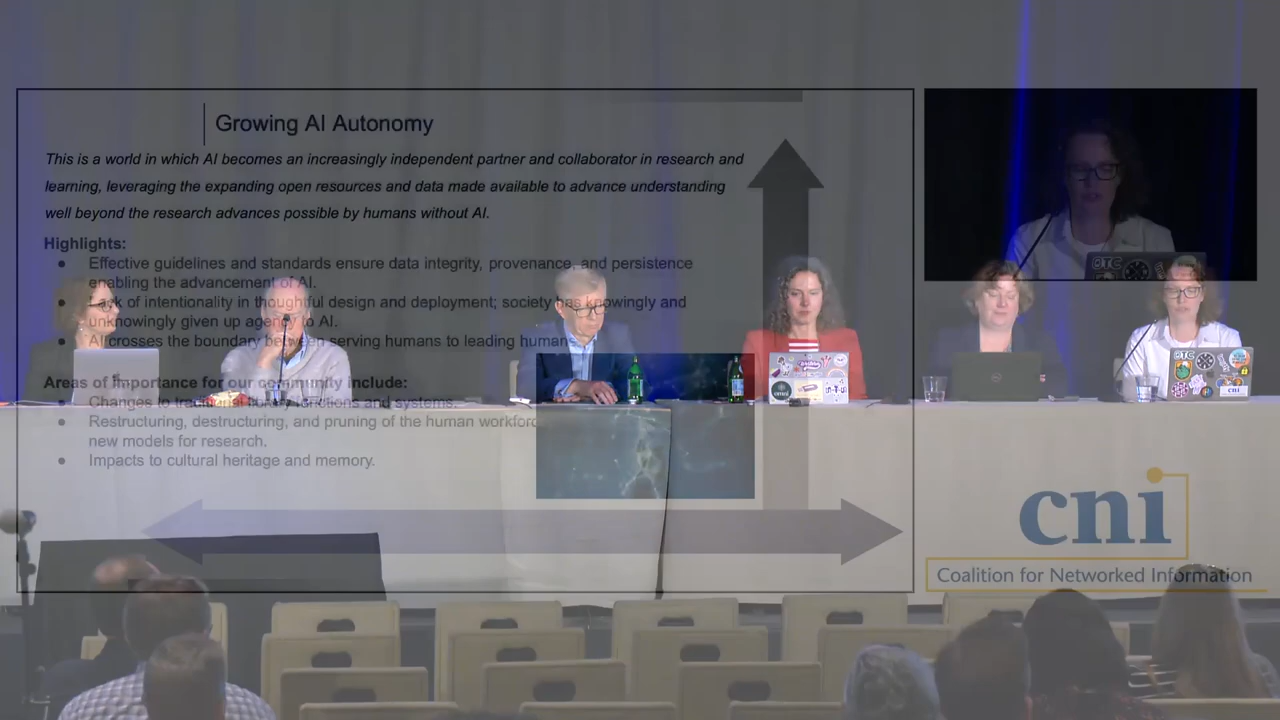 Growing AI Autonomy
This is a world in which AI becomes an increasingly independent partner and collaborator in research and
learning, leveraging the expanding open resources and data made available to advance understanding
well beyond the research advances possible by humans without AI.
Highlights:
● Effective guidelines and standards ensure data integrity, provenance, and persistence
enabling the advancement of AI.
● Lack of intentionality in thoughtful design and deployment; society has knowingly and
unknowingly given up agency to AI.
● AI crosses the boundary between serving humans to leading humans.
Areas of importance for our community include:
● Changes to traditional library functions and systems.
● Restructuring, destructuring, and pruning of the human workforce
new models for research.
● Impacts to cultural heritage and memory.
cni
Coalition for Networked Information